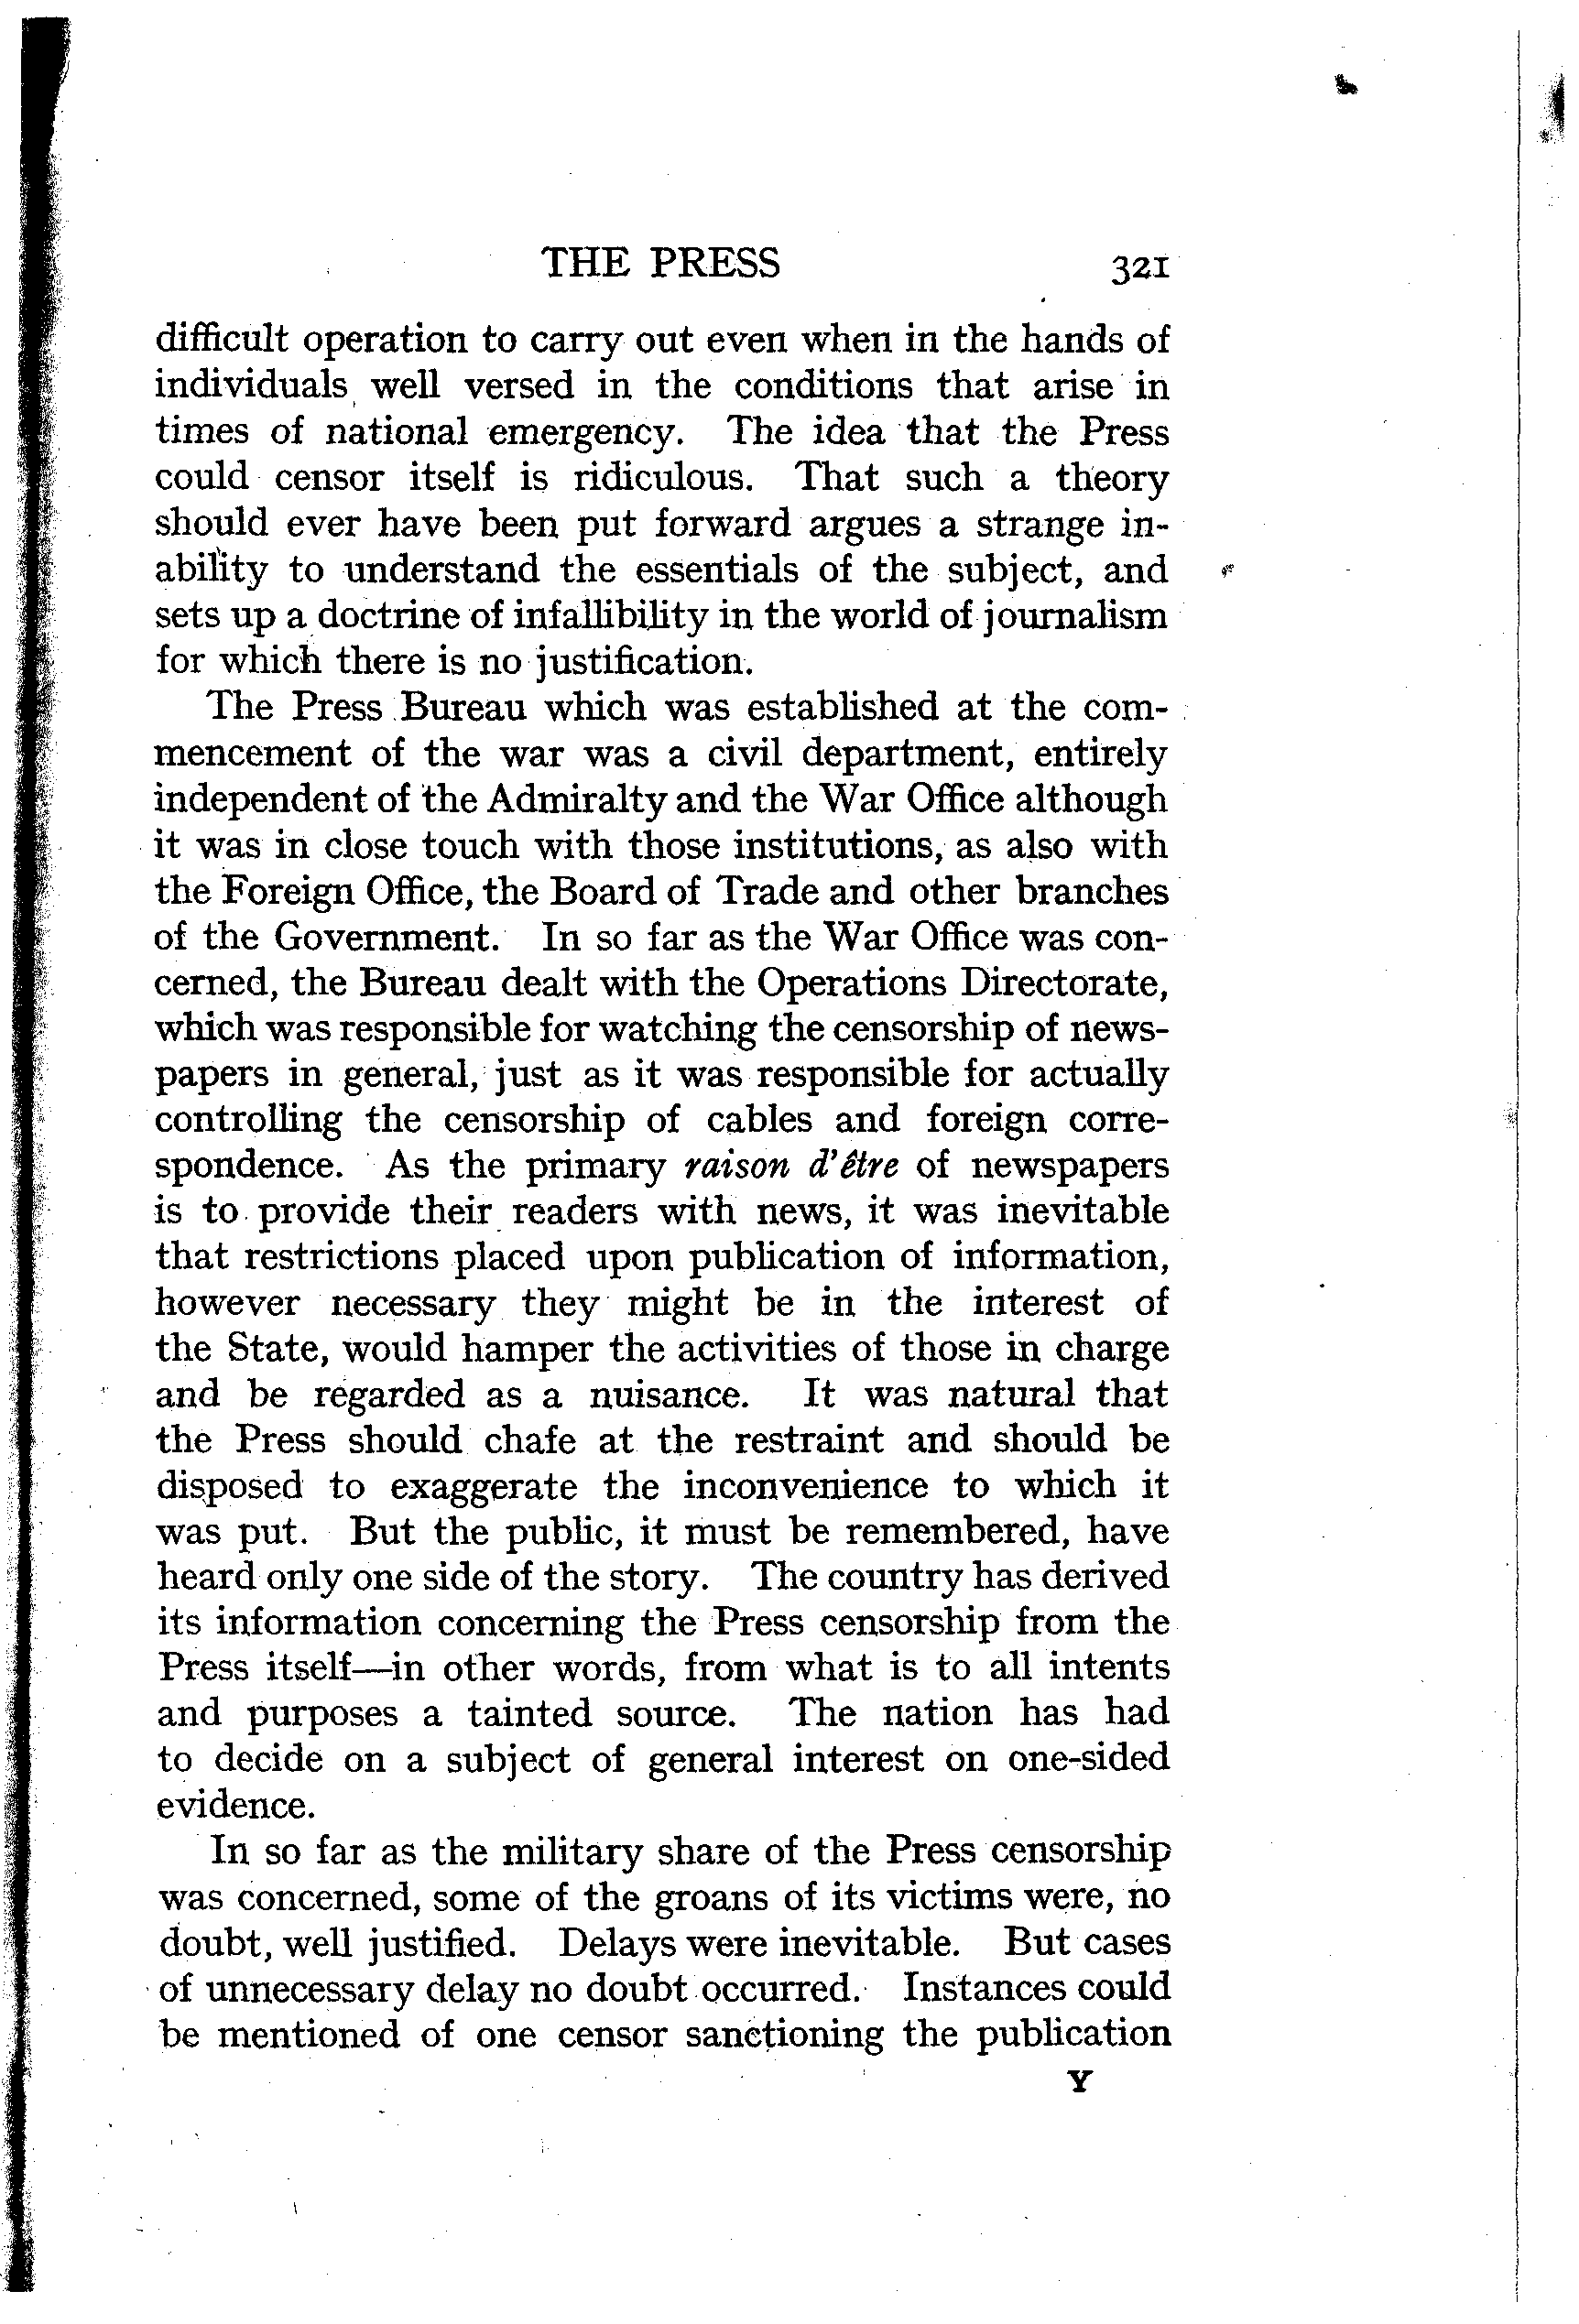 THE PRESS 321
difficult operation to carry out even when in the hands of
individuals well versed in the conditions that arise in
times of national emergency. The idea that the Press
could censor itself is ridiculous. That such a theory
should ever have been put forward argues a strange in-
ability to understand the essentials of the subject, and
sets up a doctrine of infallibility in the world of journalism
for which there is no justification.
The Press Bureau which was established at the com-
mencement of the war was a civil department, entirely
independent of the Admiralty and the War Office although
it was in close touch with those institutions, as also with
the Foreign Office, the Board of Trade and other branches
of the Government. In so far as the War Office was con-
cerned, the Bureau dealt with the Operations Directorate,
which was responsible for watching the censorship of news-
papers in general, just as it was responsible for actually
controlling the censorship of cables and foreign corre-
spondence. As the primary raison d'être of newspapers
is to provide their readers with news, it was inevitable
that restrictions placed upon publication of information,
however necessary they might be in the interest of
the State, would hamper the activities of those in charge
and be regarded as a nuisance. It was natural that
the Press should chafe at the restraint and should be
disposed to exaggerate the inconvenience to which it
was put. But the public, it must be remembered, have
heard only one side of the story. The country has derived
its information concerning the Press censorship from the
Press itself—in other words, from what is to all intents
and purposes a tainted source. The nation has had
to decide on a subject of general interest on one-sided
evidence.
In so far as the military share of the Press censorship
was concerned, some of the groans of its victims were, no
doubt, well justified. Delays were inevitable. But cases
of unnecessary delay no doubt occurred. Instances could
be mentioned of one censor sanctioning the publication
Y